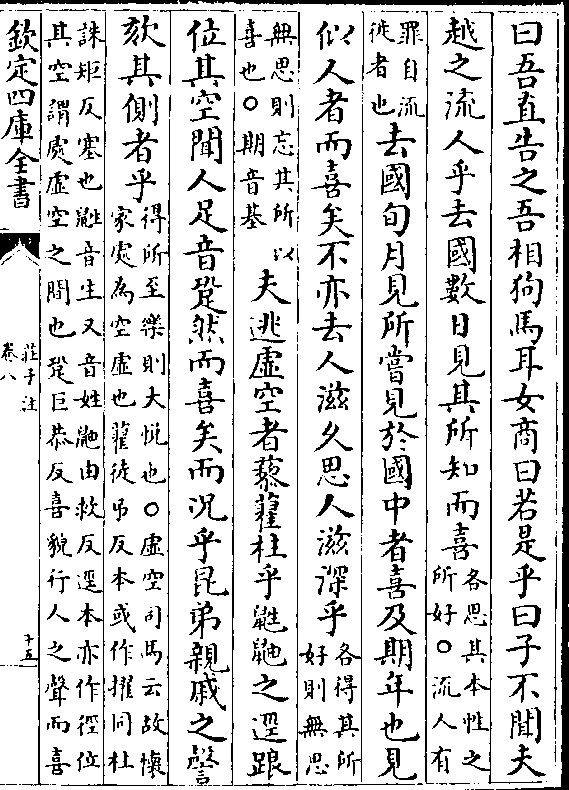 曰吾直告之吾相狗馬耳女商曰若是乎曰子不聞夫
越之流人乎去國數日見其所知而喜各思其本性之所好○流人有
罪自流徙者也去國旬月見所嘗見於國中者喜及期年也見
似人者而喜矣不亦去人滋久思人滋深乎各得其所好則無思
無思則忘其所以喜也○期音基夫逃虛空者藜藋杜乎鼪鼬之逕踉
位其空聞人足音跫然而喜矣而況乎昆弟親戚之謦
欬其側者乎得所至樂則大悅也○虛空司馬云故壞冢處為空虛也藋徒弔反本或作擢同杜
誅矩反塞也鼪音生又音姓鼬由救反逕本亦作徑位其空謂處虛空之間也跫巨恭反喜貌行人之聲而喜
欽定四庫全書
莊子注
卷八
十五